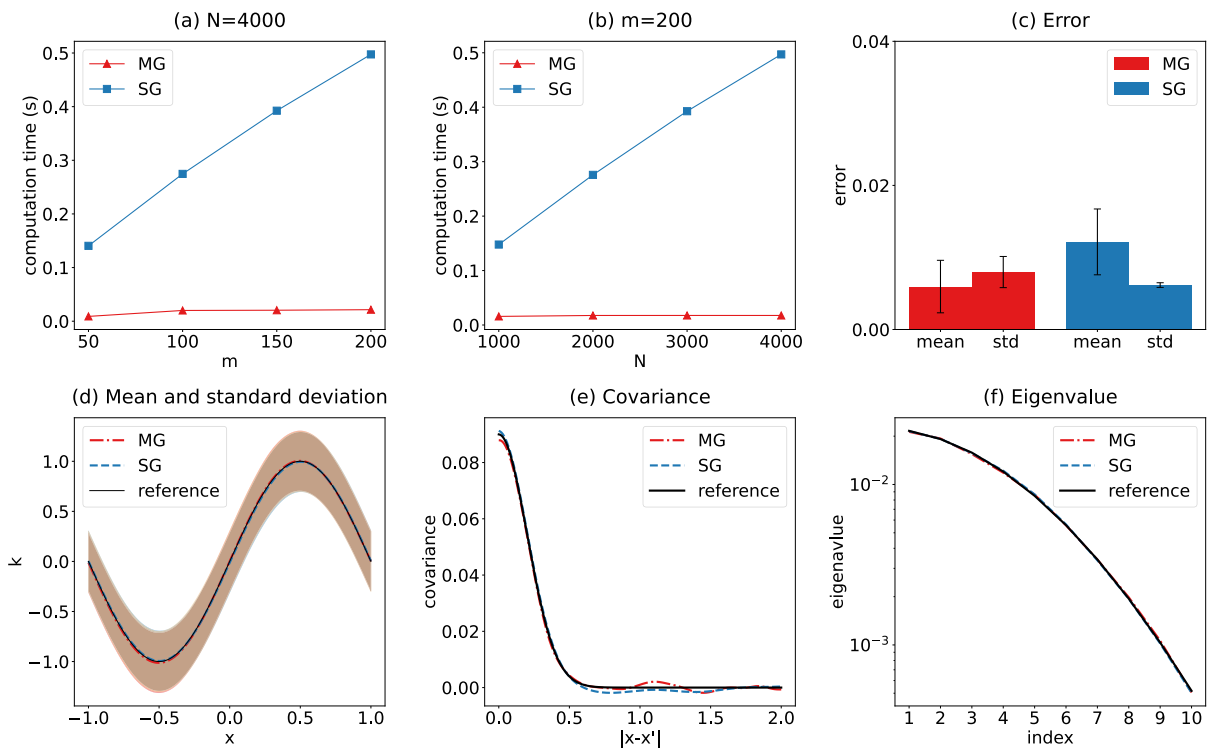 (a) N=4000
MG
SG
computation time (s)
0.5
0.4
0.3
0.2
0.1
0.0
50
100
150
200
m
(b) m=200
MG
SG
computation time (s)
0.5
0.4
0.3
0.2
0.1
0.0
1000
2000
3000
4000
N
(c) Error
MG
SG
error
0.04
0.02
0.00
mean
std
mean
std
(d) Mean and standard deviation
MG
SG
reference
k
1.0
0.5
0.0
−0.5
−1.0
−1.0
−0.5
0.0
0.5
1.0
x
(e) Covariance
MG
SG
reference
covariance
0.08
0.06
0.04
0.02
0.00
0.0
0.5
1.0
1.5
2.0
|x-x'|
(f) Eigenvalue
MG
SG
reference
eigenavlue
10⁻²
10⁻³
1
2
3
4
5
6
7
8
9
10
index